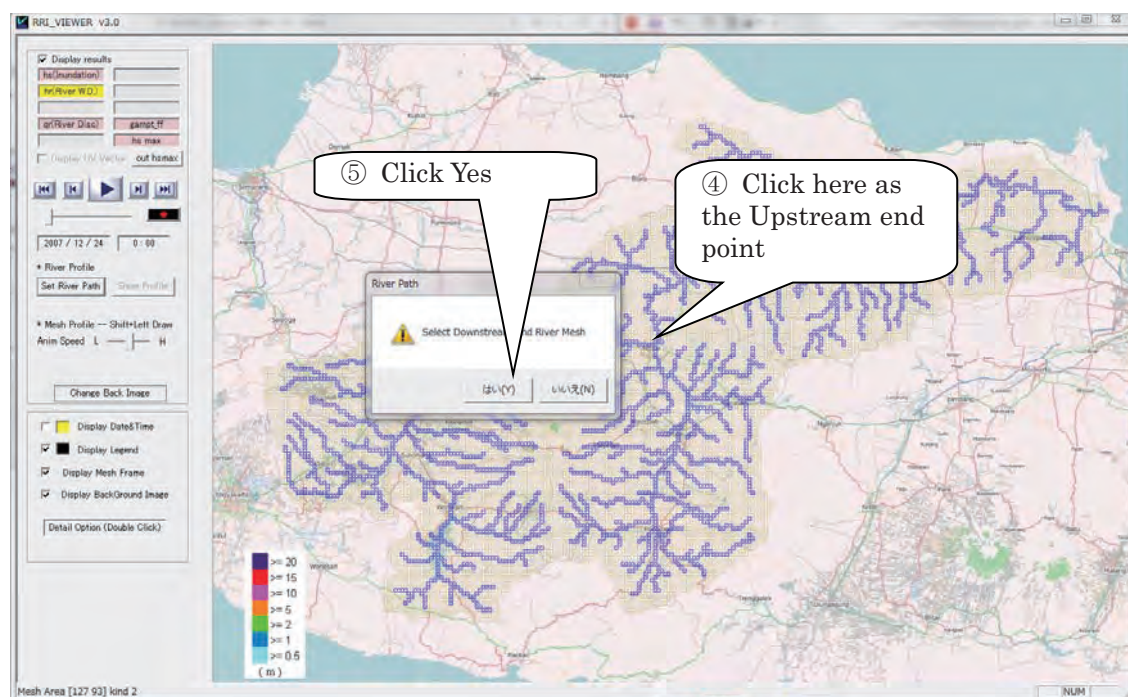 RRI_VIEWER v3.0
Display results
hs(Inundation)
hr(River W.D.)
qr(River Disc)
gampt_ff
hs max
Display UV Vector
out hsmax
2007 / 12 / 24
0 : 00
* River Profile
Set River Path
Show Profile
* Mesh Profile -- Shift+Left Draw
Anim Speed L
H
Change Back Image
Display Date&Time
Display Legend
Display Mesh Frame
Display BackGround Image
Detail Option (Double Click)
⑤ Click Yes
④ Click here as
the Upstream end
point
River Path
Select Downstream
nd River Mesh
はい(Y)
いいえ(N)
>= 20
>= 15
>= 10
>= 5
>= 2
>= 1
>= 0.5
( m )
Mesh Area [127 93] kind 2
NUM